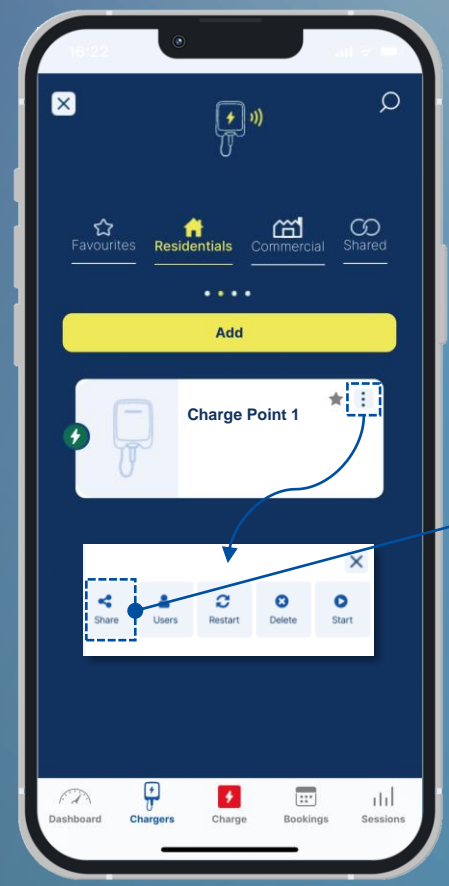 16:22
Favourites Residentials Commercial Shared
Add
Charge Point 1
Share Users Restart Delete Start
Dashboard Chargers Charge Bookings Sessions